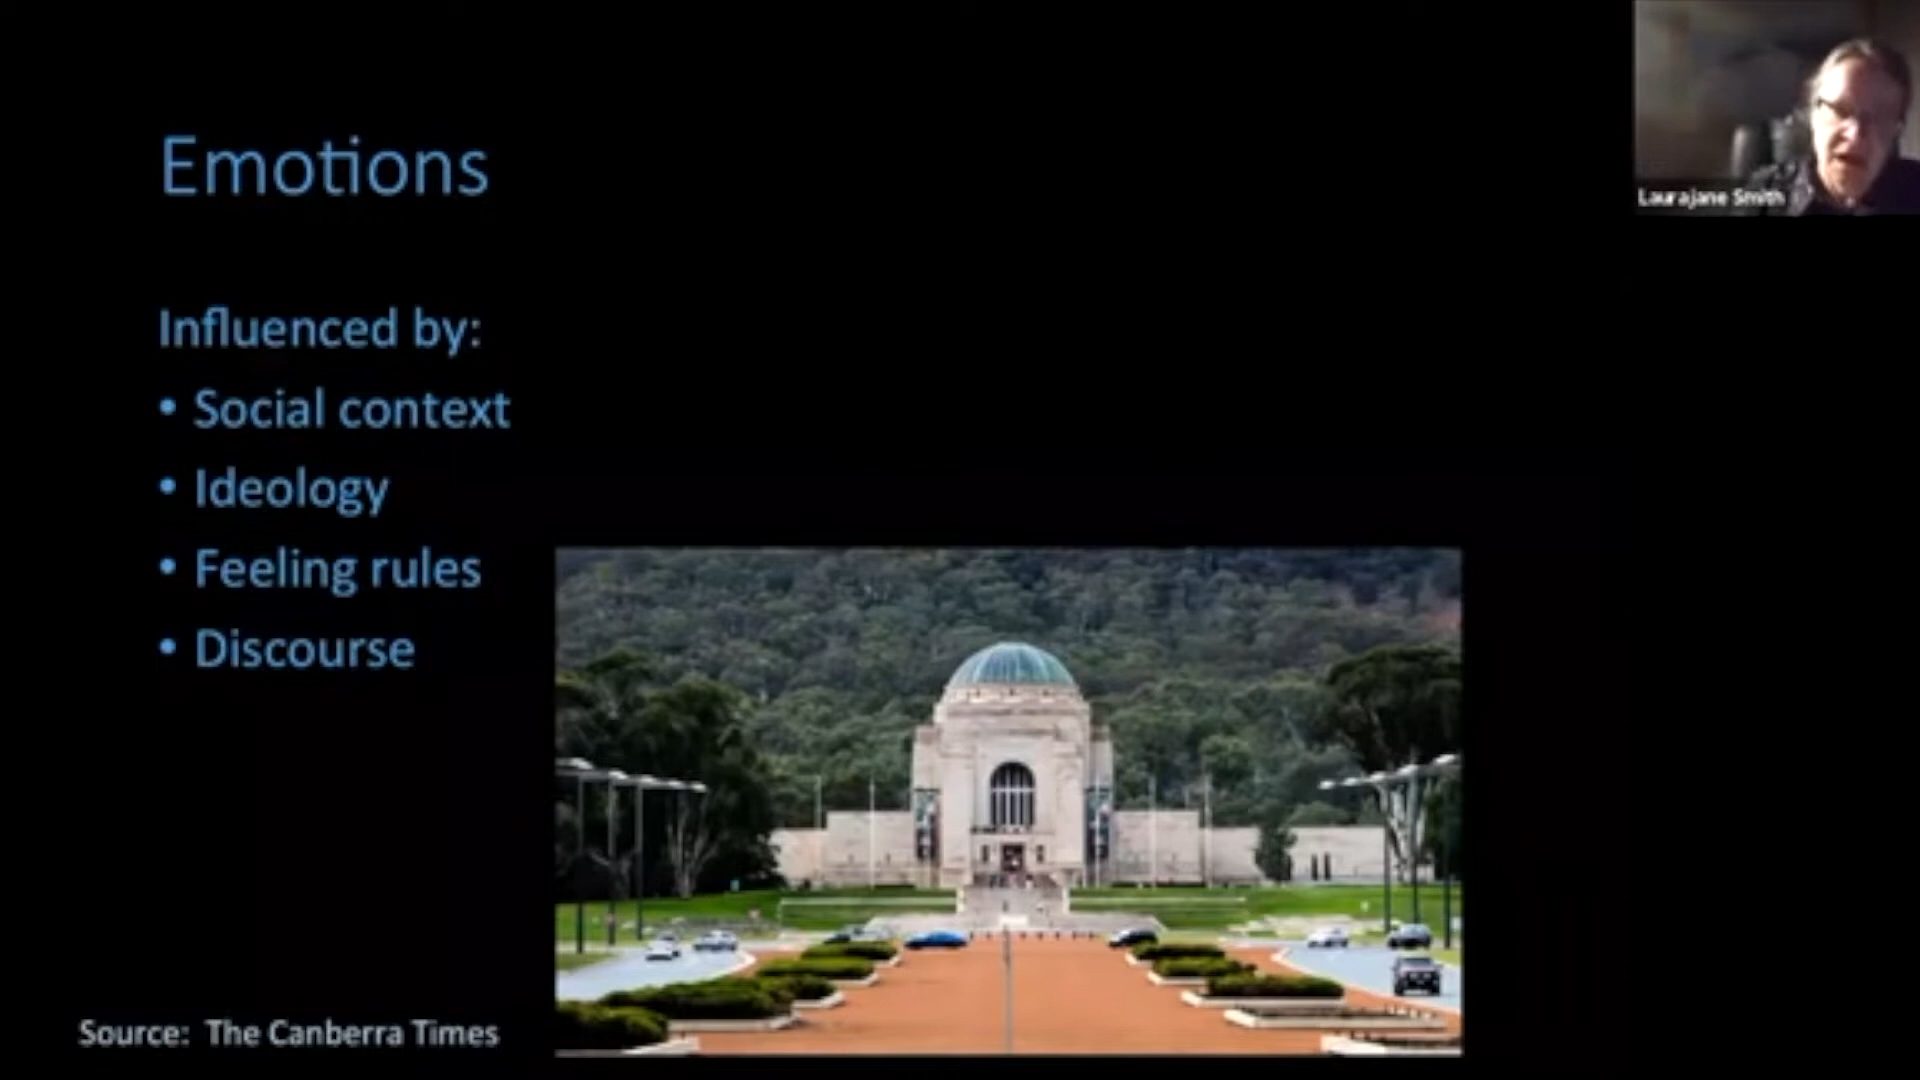 Emotions
Laurajane Smith
Influenced by:
• Social context
• Ideology
• Feeling rules
• Discourse
Source: The Canberra Times